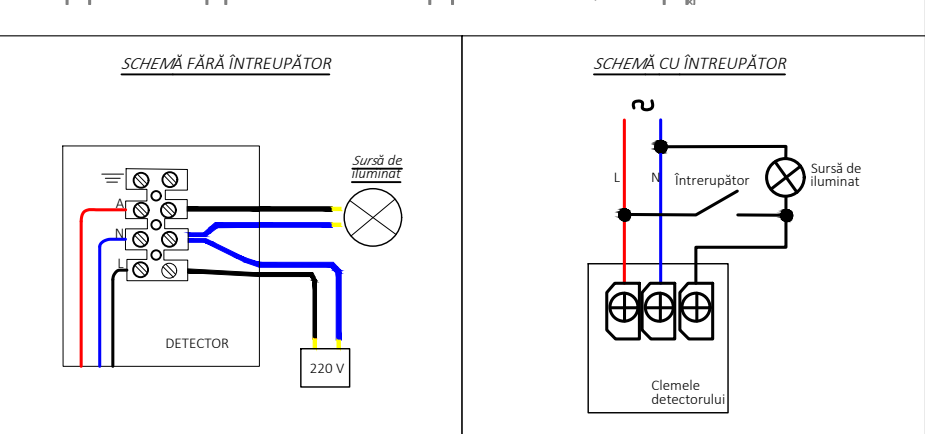 SCHEMĂ FĂRĂ ÎNTREUPĂTOR
Sursă de
iluminat
A
N
L
DETECTOR
220 V
SCHEMĂ CU ÎNTREUPĂTOR
L
N
Întrerupător
Sursă de
iluminat
Clemele
detectorului